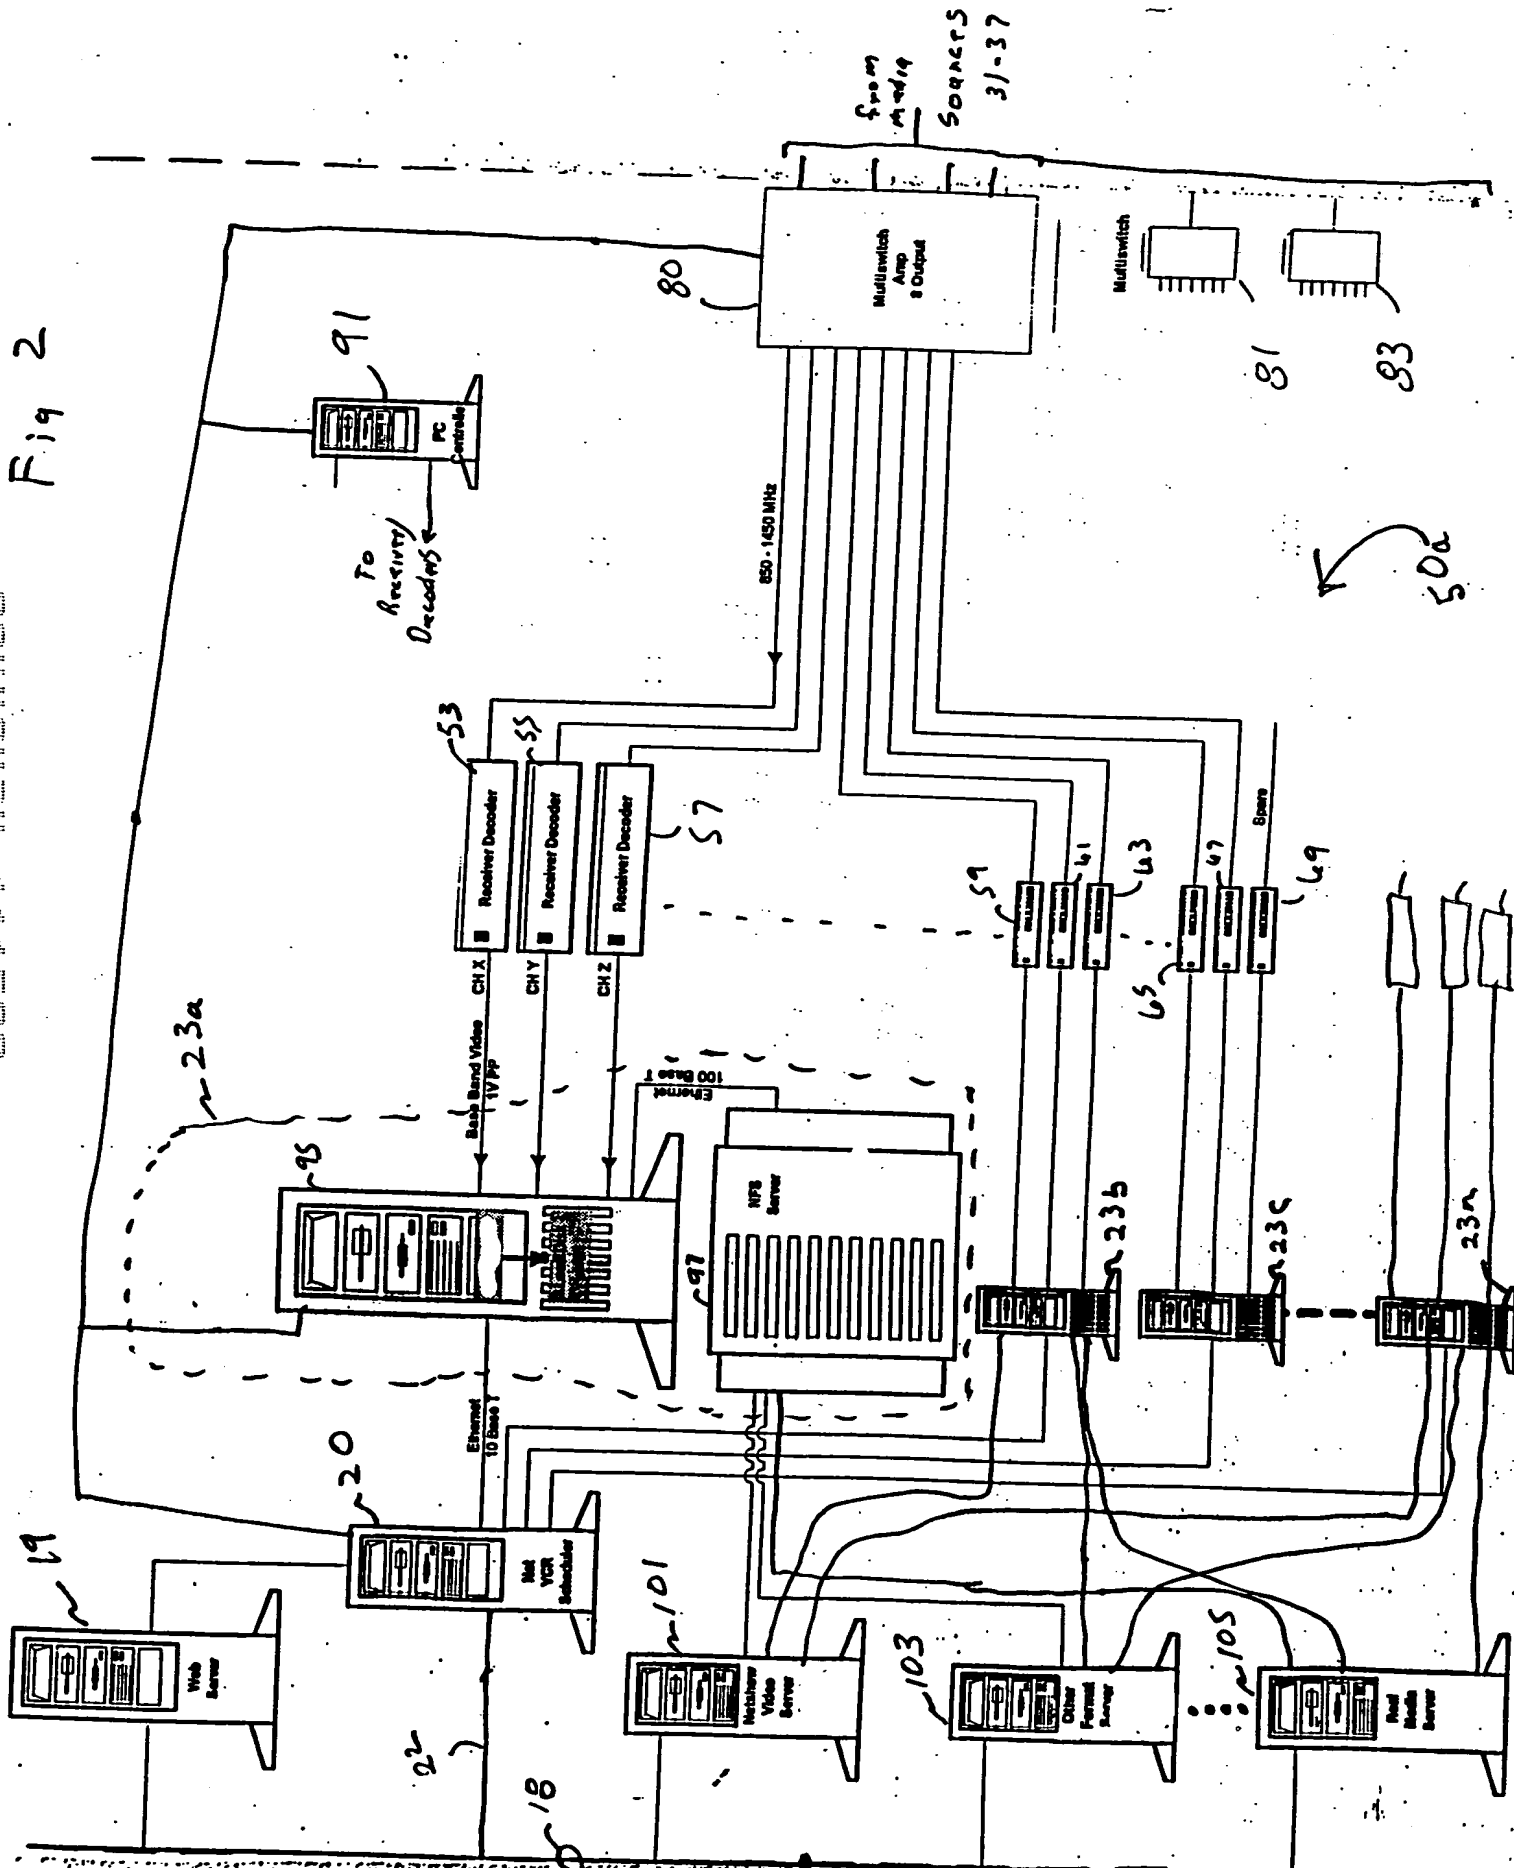 Fig 2
91
PC
Controller
To
Receiver/
Decoders
80
Multiswitch
Amp
8 Output
from
media
sources
31-37
Multiswitch
81
83
850 - 1450 MHz
50a
53
Receiver Decoder
55
Receiver Decoder
57
Receiver Decoder
CH X
CH Y
CH Z
Base Band Video
1V PP
23a
95
Ethernet
100 Base T
59
61
63
65
67
69
Spare
97
NFS
Server
23b
23c
23n
Ethernet
10 Base T
19
Web
Server
20
Net
VCR
Scheduler
22
18
101
Netshow
Video
Server
103
Other
Format
Server
105
Real
Media
Server